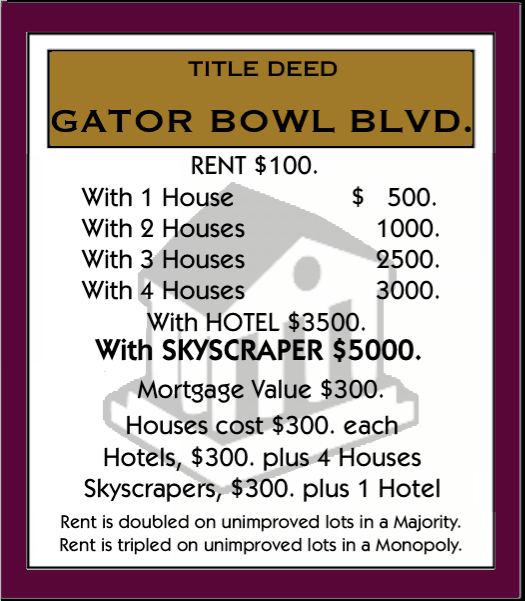 TITLE DEED
GATOR BOWL BLVD.
RENT $100.
With 1 House $ 500.
With 2 Houses 1000.
With 3 Houses 2500.
With 4 Houses 3000.
With HOTEL $3500.
With SKYSCRAPER $5000.
Mortgage Value $300.
Houses cost $300. each
Hotels, $300. plus 4 Houses
Skyscrapers, $300. plus 1 Hotel
Rent is doubled on unimproved lots in a Majority.
Rent is tripled on unimproved lots in a Monopoly.